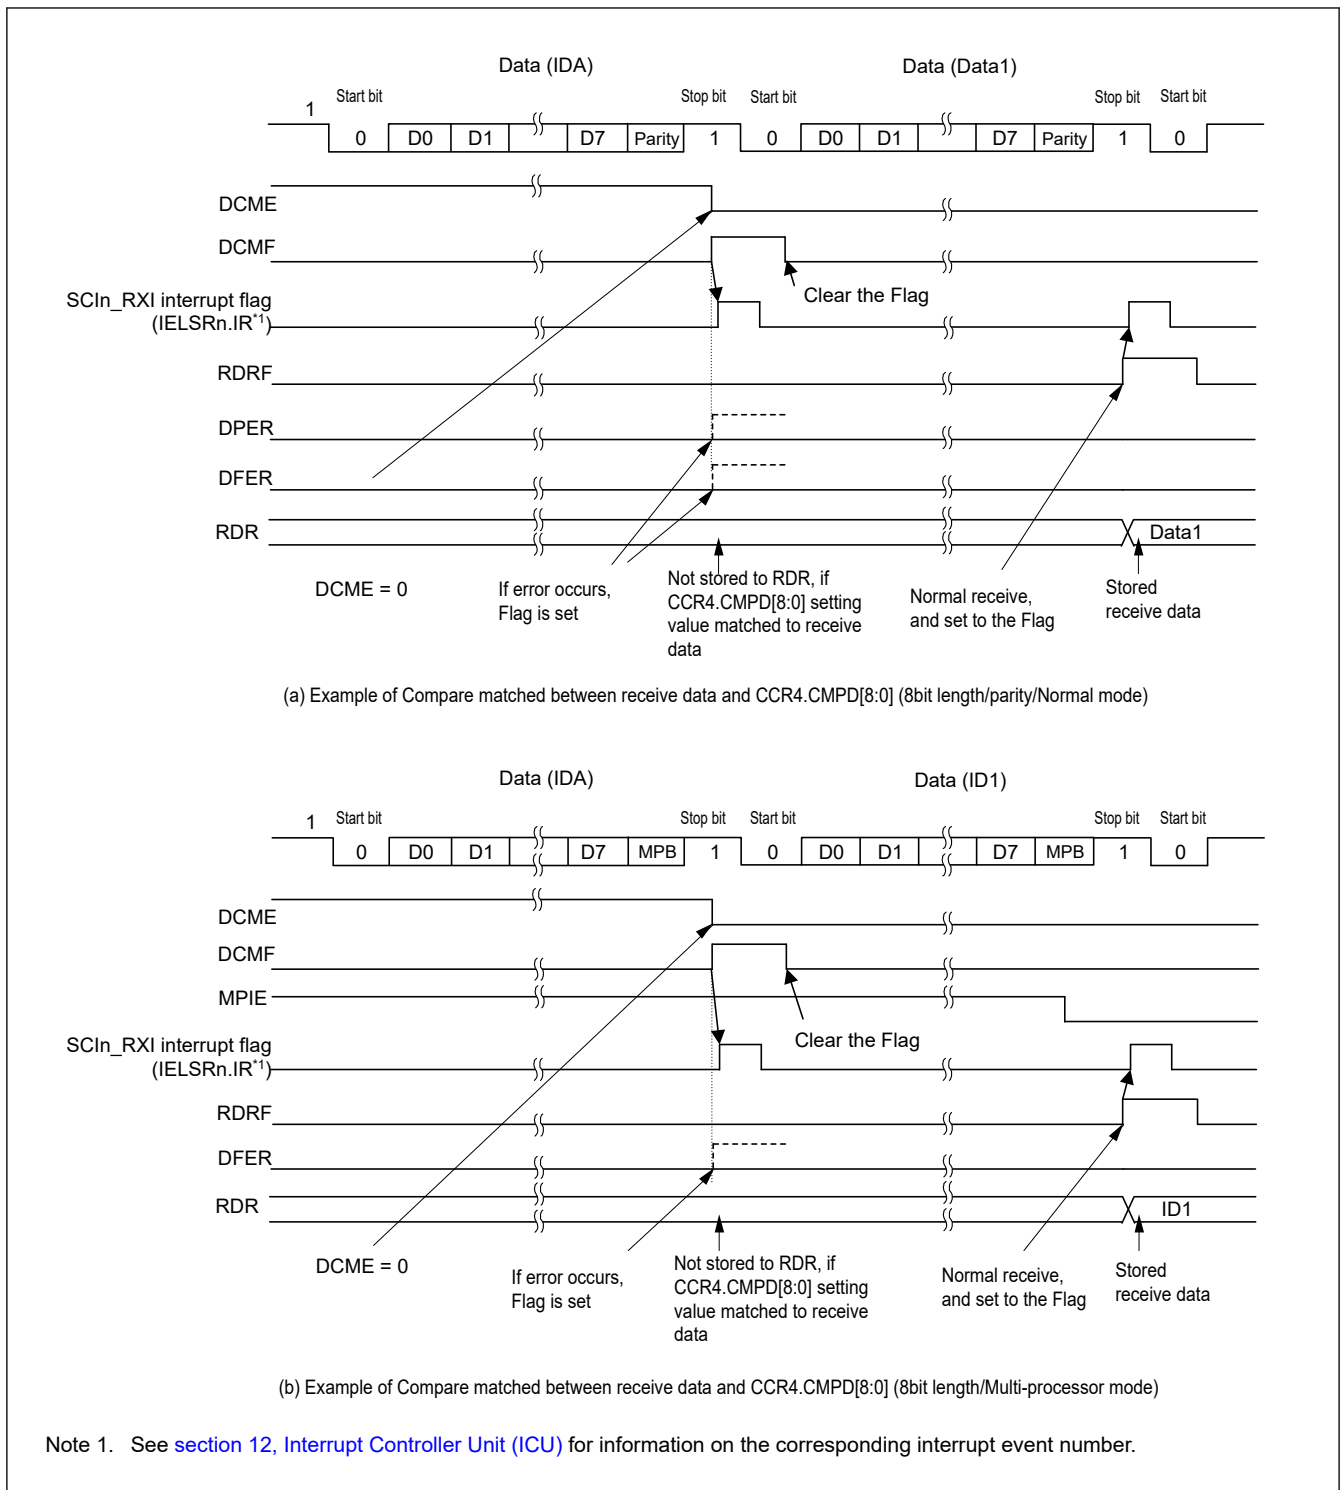 Data (IDA) Data (Data1)
1 Start bit Stop bit Start bit Stop bit Start bit
0 D0 D1 D7 Parity 1 0 D0 D1 D7 Parity 1 0
DCME
DCMF
Clear the Flag
SCIn_RXI interrupt flag
(IELSRn.IR*1)
RDRF
DPER
DFER
RDR Data1
DCME = 0
If error occurs,
Flag is set
Not stored to RDR, if
CCR4.CMPD[8:0] setting
value matched to receive
data
Normal receive,
and set to the Flag
Stored
receive data
(a) Example of Compare matched between receive data and CCR4.CMPD[8:0] (8bit length/parity/Normal mode)
Data (IDA) Data (ID1)
1 Start bit Stop bit Start bit Stop bit Start bit
0 D0 D1 D7 MPB 1 0 D0 D1 D7 MPB 1 0
DCME
DCMF
MPIE
Clear the Flag
SCIn_RXI interrupt flag
(IELSRn.IR*1)
RDRF
DFER
RDR ID1
DCME = 0
If error occurs,
Flag is set
Not stored to RDR, if
CCR4.CMPD[8:0] setting
value matched to receive
data
Normal receive,
and set to the Flag
Stored
receive data
(b) Example of Compare matched between receive data and CCR4.CMPD[8:0] (8bit length/Multi-processor mode)
Note 1. See section 12, Interrupt Controller Unit (ICU) for information on the corresponding interrupt event number.